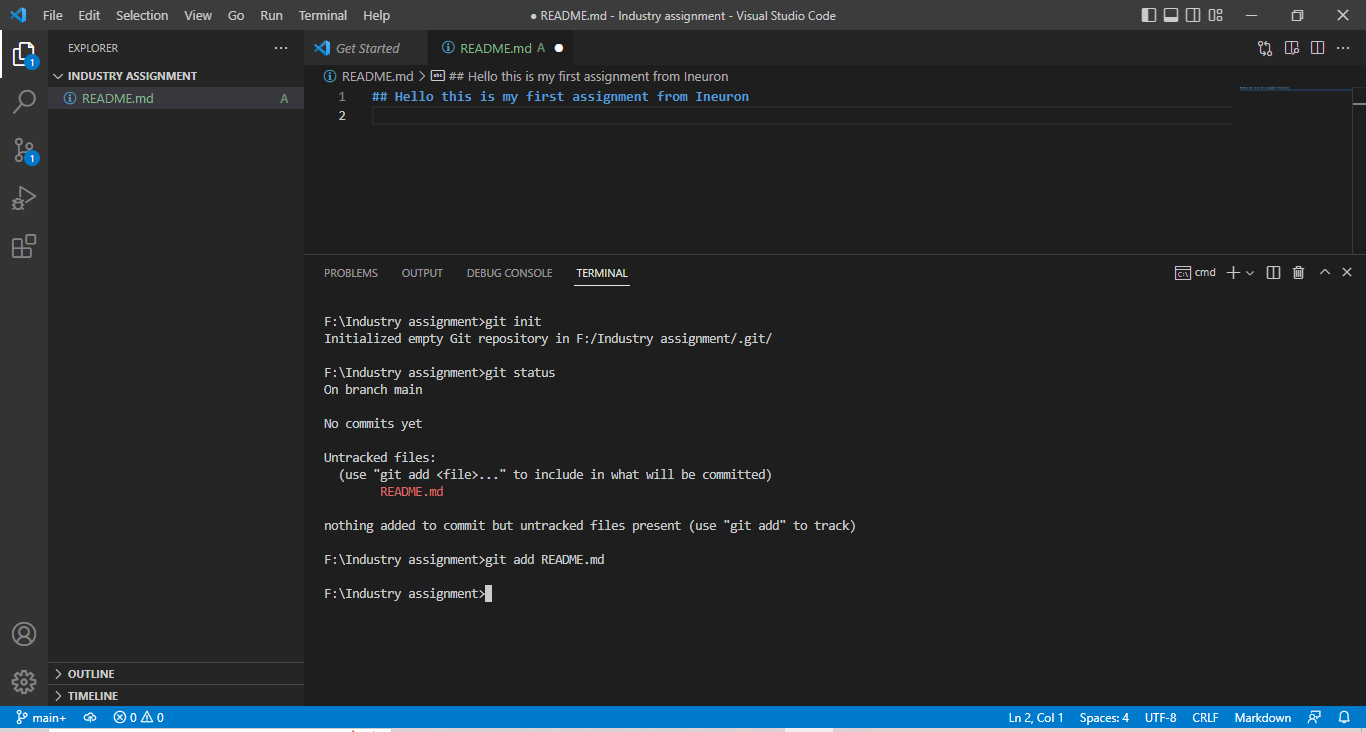 File Edit Selection View Go Run Terminal Help
● README.md - Industry assignment - Visual Studio Code
EXPLORER
Get Started
README.md A
1
INDUSTRY ASSIGNMENT
README.md > ## Hello this is my first assignment from Ineuron
README.md A
1 ## Hello this is my first assignment from Ineuron
2
1
PROBLEMS OUTPUT DEBUG CONSOLE TERMINAL
cmd
F:\Industry assignment>git init
Initialized empty Git repository in F:/Industry assignment/.git/
F:\Industry assignment>git status
On branch main
No commits yet
Untracked files:
(use "git add <file>..." to include in what will be committed)
README.md
nothing added to commit but untracked files present (use "git add" to track)
F:\Industry assignment>git add README.md
F:\Industry assignment>
OUTLINE
TIMELINE
main+ 0 0
Ln 2, Col 1 Spaces: 4 UTF-8 CRLF Markdown